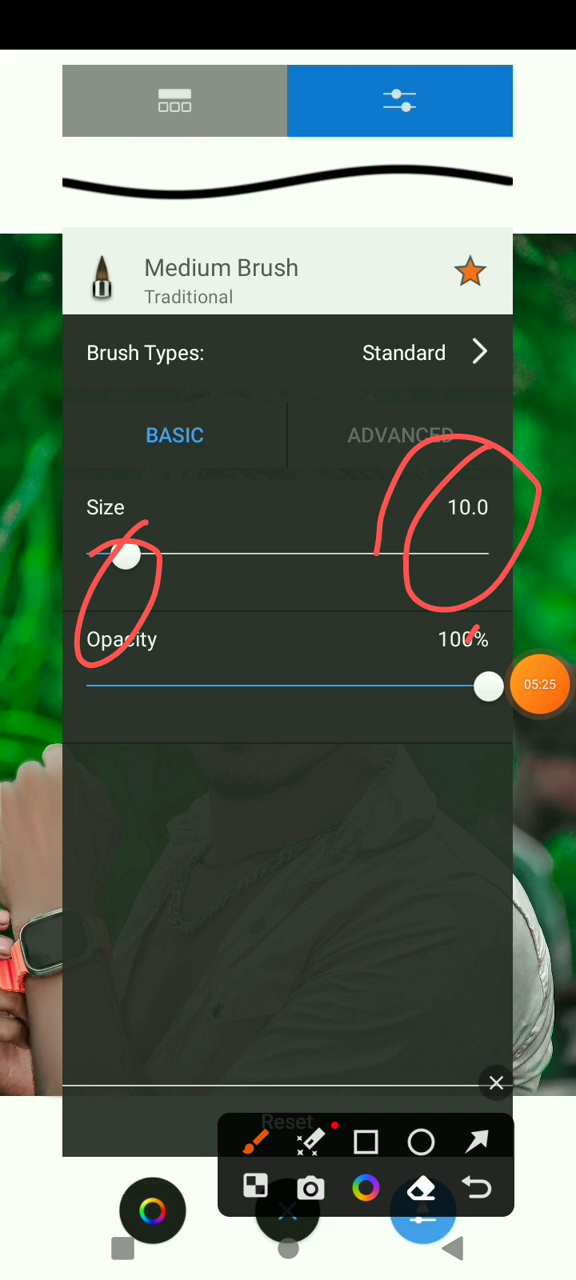 Medium Brush
Traditional
Brush Types: Standard
BASIC ADVANCED
Size 10.0
Opacity 100%
05:25
Reset